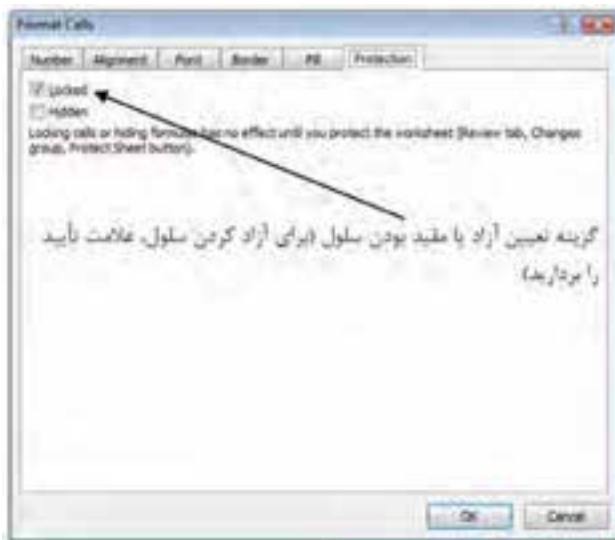 Format Cells
Number Alignment Font Border Fill Protection
Locked
Hidden
Locking cells or hiding formulas has no effect until you protect the worksheet (Review tab, Changes
group, Protect Sheet button).
گزینه تعیین آزاد یا مقید بودن سلول (برای آزاد کردن سلول، علامت تأیید
را بردارید)
OK Cancel